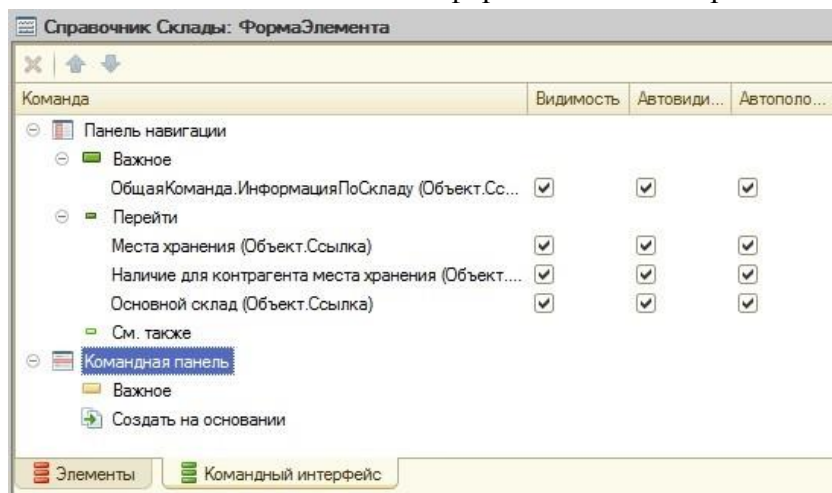 Справочник Склады: ФормаЭлемента
Команда Видимость Автовиди... Автополо...
Панель навигации
Важное
ОбщаяКоманда.ИнформацияПоСкладу (Объект.Сс...
Перейти
Места хранения (Объект.Ссылка)
Наличие для контрагента места хранения (Объект....
Основной склад (Объект.Ссылка)
См. также
Командная панель
Важное
Создать на основании
Элементы Командный интерфейс